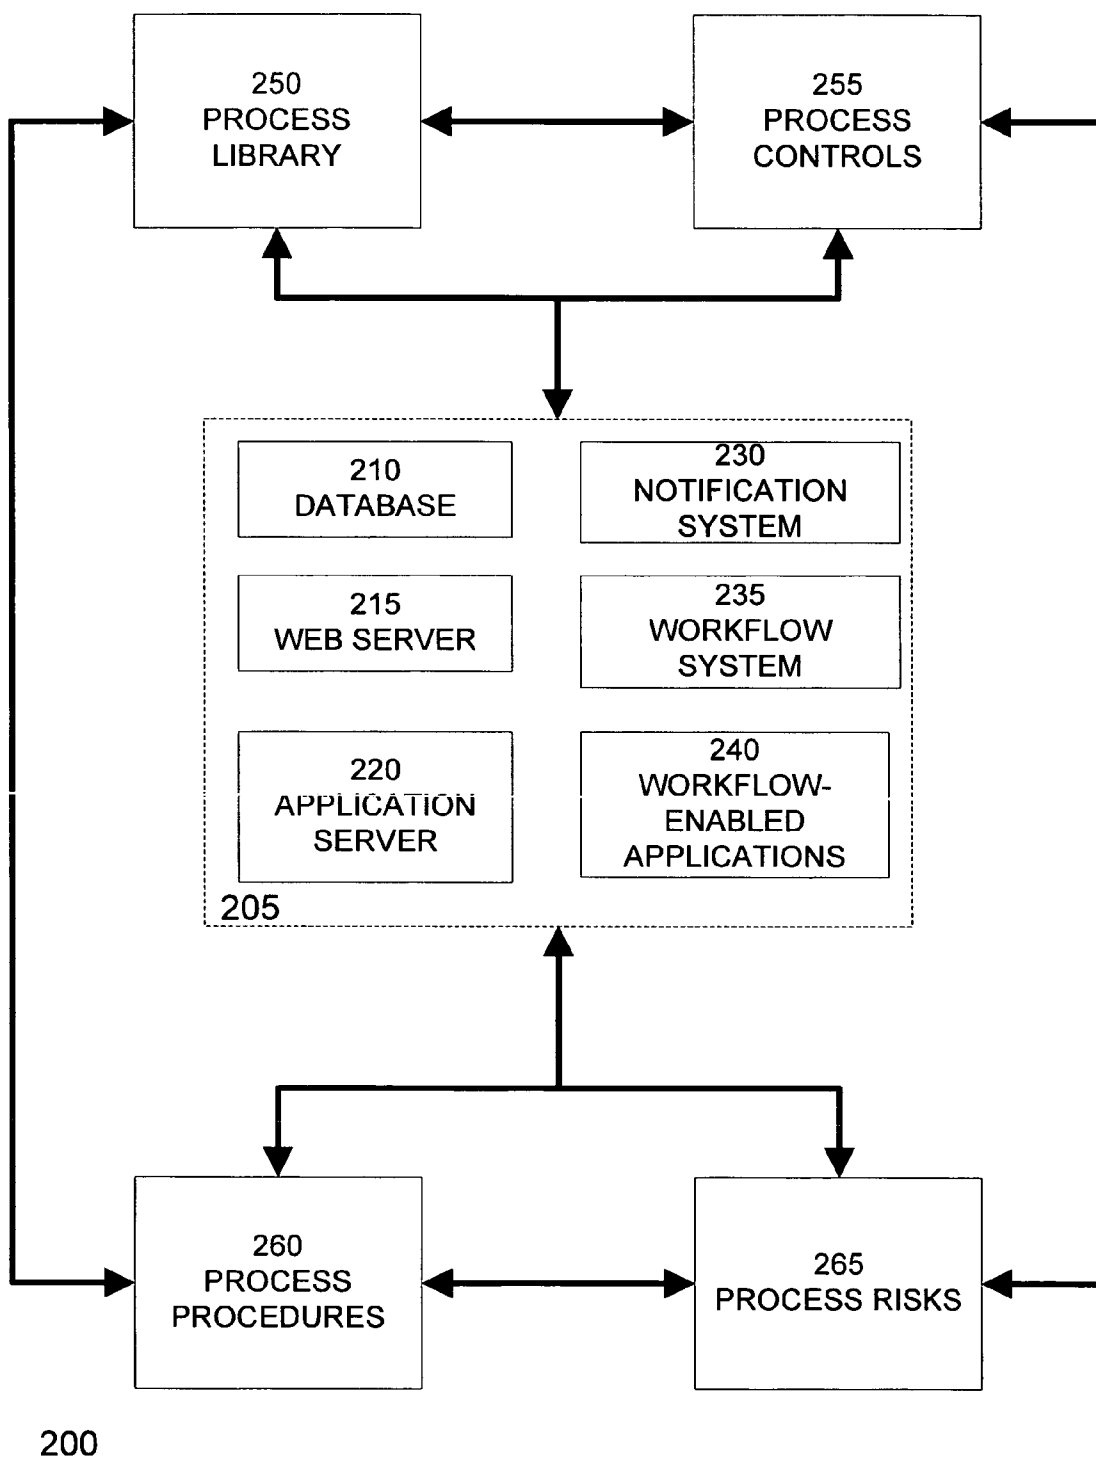 250
PROCESS
LIBRARY
255
PROCESS
CONTROLS
210
DATABASE
230
NOTIFICATION
SYSTEM
215
WEB SERVER
235
WORKFLOW
SYSTEM
220
APPLICATION
SERVER
240
WORKFLOW-
ENABLED
APPLICATIONS
205
260
PROCESS
PROCEDURES
265
PROCESS RISKS
200